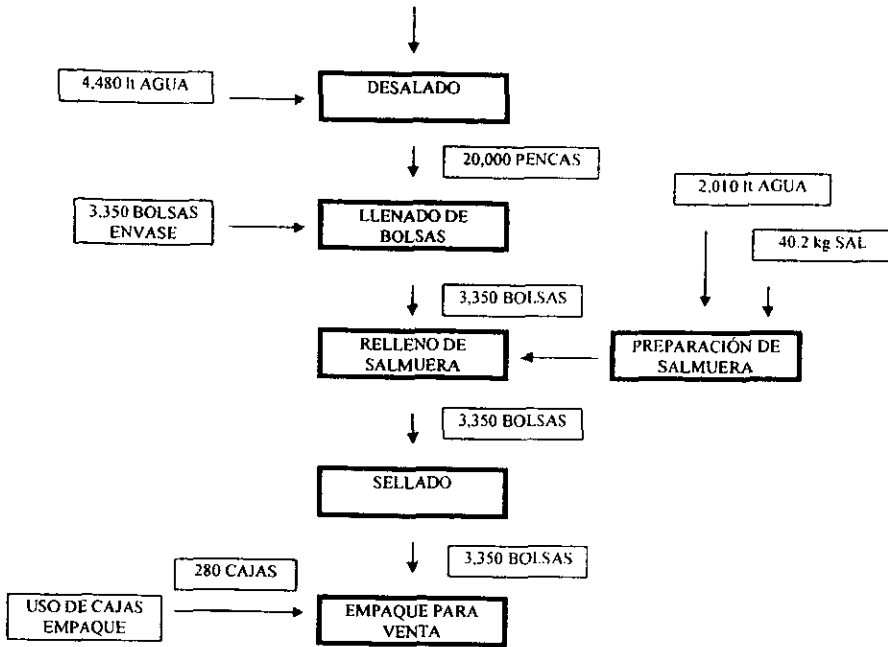 4,480 lt AGUA
DESALADO
20,000 PENCAS
2,010 lt AGUA
3,350 BOLSAS
ENVASE
LLENADO DE
BOLSAS
40.2 kg SAL
3,350 BOLSAS
RELLENO DE
SALMUERA
PREPARACIÓN DE
SALMUERA
3,350 BOLSAS
SELLADO
3,350 BOLSAS
280 CAJAS
USO DE CAJAS
EMPAQUE
EMPAQUE PARA
VENTA